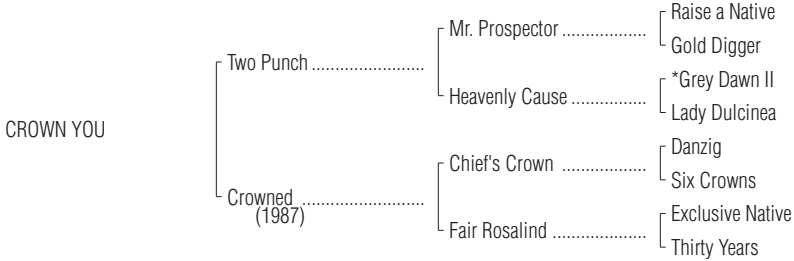 Raise a Native
Mr. Prospector ..................
Gold Digger
Two Punch ........................
*Grey Dawn II
Heavenly Cause .................
Lady Dulcinea
CROWN YOU
Danzig
Chief's Crown ..................
Six Crowns
Crowned ..........................
(1987)
Exclusive Native
Fair Rosalind ....................
Thirty Years